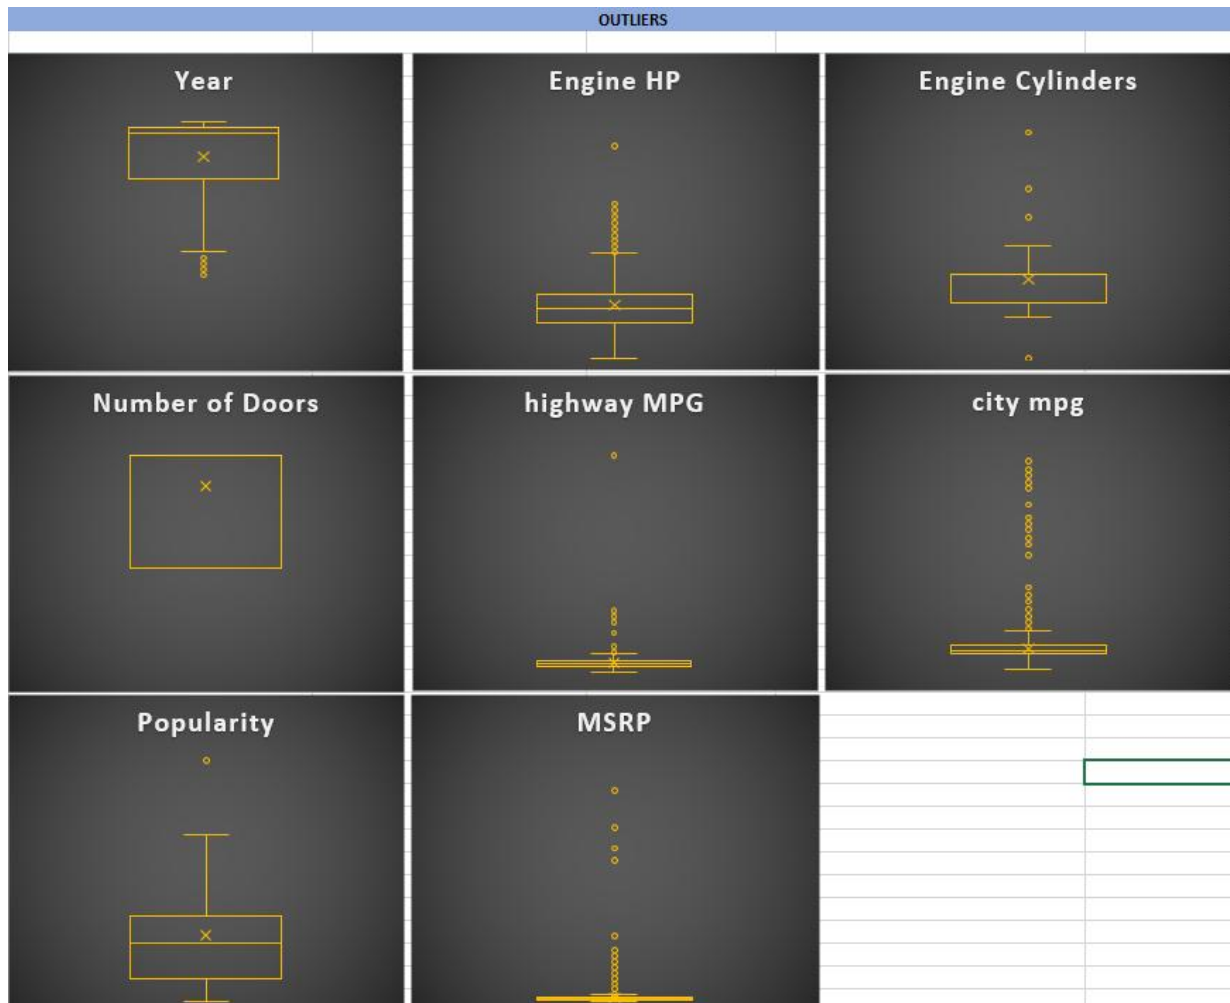 OUTLIERS
Year
Engine HP
Engine Cylinders
Number of Doors
highway MPG
city mpg
Popularity
MSRP